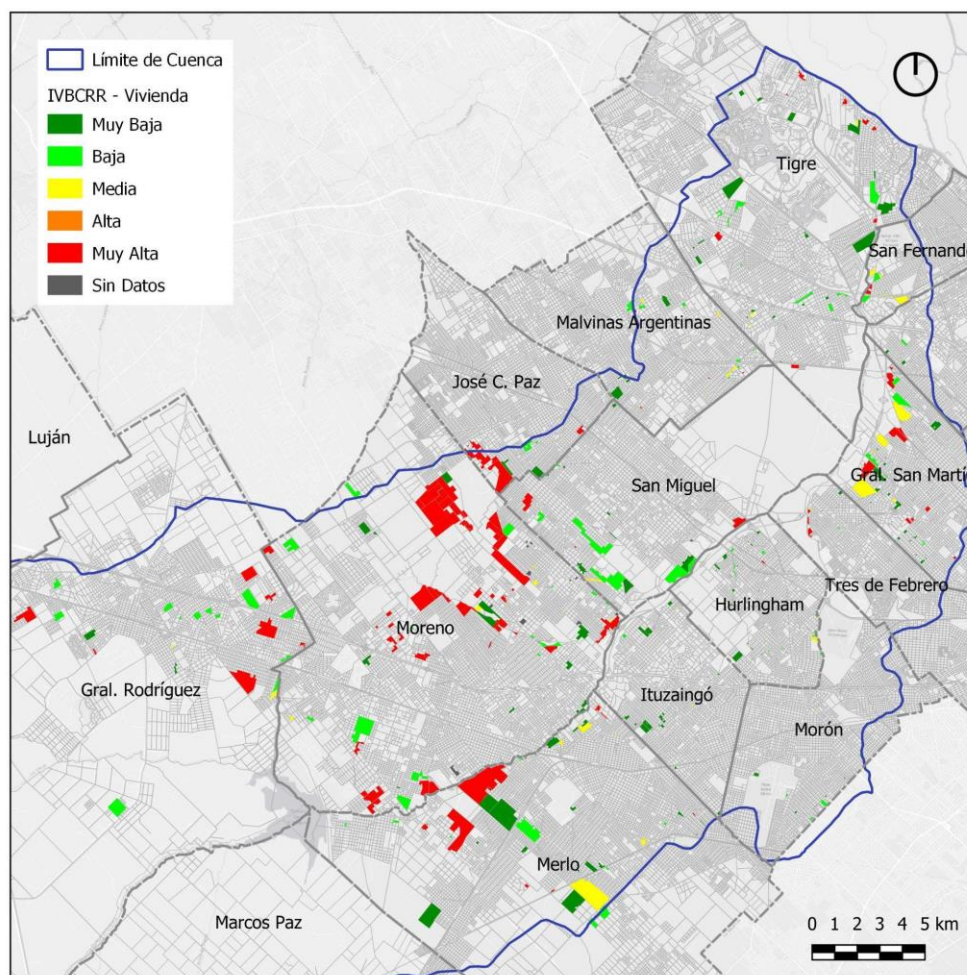 Límite de Cuenca
IVBCRR - Vivienda
Muy Baja
Baja
Media
Alta
Muy Alta
Sin Datos
Tigre
San Fernando
Malvinas Argentinas
José C. Paz
Luján
San Miguel
Gral. San Martí
Tres de Febrero
Hurlingham
Moreno
Gral. Rodríguez
Ituzaingó
Morón
Merlo
Marcos Paz
0 1 2 3 4 5 km